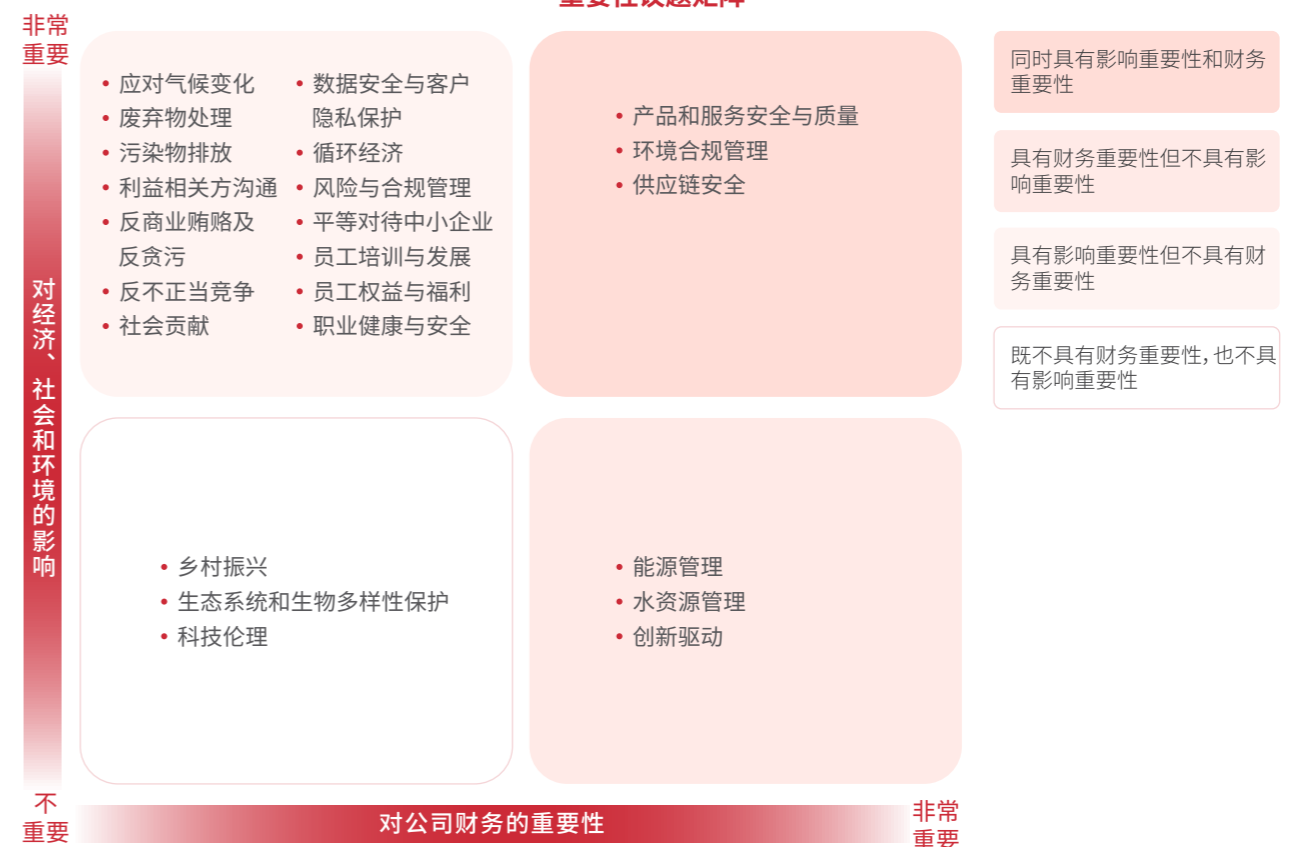 重要性议题矩阵
非常
重要
• 应对气候变化
• 废弃物处理
• 污染物排放
• 利益相关方沟通
• 反商业贿赂及
反贪污
• 反不正当竞争
• 社会贡献
• 数据安全与客户
隐私保护
• 循环经济
• 风险与合规管理
• 平等对待中小企业
• 员工培训与发展
• 员工权益与福利
• 职业健康与安全
• 产品和服务安全与质量
• 环境合规管理
• 供应链安全
同时具有影响重要性和财务
重要性
具有财务重要性但不具有影
响重要性
具有影响重要性但不具有财
务重要性
既不具有财务重要性,也不具
有影响重要性
对经济、社会和环境的影响
• 乡村振兴
• 生态系统和生物多样性保护
• 科技伦理
• 能源管理
• 水资源管理
• 创新驱动
不
重要
对公司财务的重要性
非常
重要